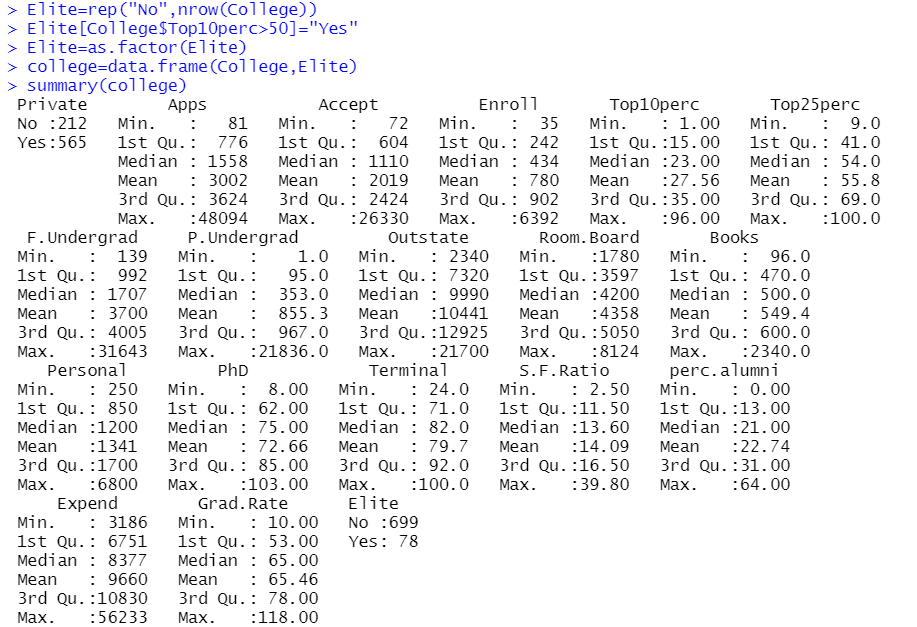 > Elite=rep("No",nrow(College))
> Elite[College$Top10perc>50]="Yes"
> Elite=as.factor(Elite)
> college=data.frame(College,Elite)
> summary(college)
 Private        Apps           Accept          Enroll       Top10perc       Top25perc    
 No :212   Min.   :   81   Min.   :   72   Min.   :  35   Min.   : 1.00   Min.   :  9.0  
 Yes:565   1st Qu.:  776   1st Qu.:  604   1st Qu.: 242   1st Qu.:15.00   1st Qu.: 41.0  
           Median : 1558   Median : 1110   Median : 434   Median :23.00   Median : 54.0  
           Mean   : 3002   Mean   : 2019   Mean   : 780   Mean   :27.56   Mean   : 55.8  
           3rd Qu.: 3624   3rd Qu.: 2424   3rd Qu.: 902   3rd Qu.:35.00   3rd Qu.: 69.0  
           Max.   :48094   Max.   :26330   Max.   :6392   Max.   :96.00   Max.   :100.0  
  F.Undergrad     P.Undergrad         Outstate       Room.Board       Books       
 Min.   :  139   Min.   :    1.0   Min.   : 2340   Min.   :1780   Min.   :  96.0  
 1st Qu.:  992   1st Qu.:   95.0   1st Qu.: 7320   1st Qu.:3597   1st Qu.: 470.0  
 Median : 1707   Median :  353.0   Median : 9990   Median :4200   Median : 500.0  
 Mean   : 3700   Mean   :  855.3   Mean   :10441   Mean   :4358   Mean   : 549.4  
 3rd Qu.: 4005   3rd Qu.:  967.0   3rd Qu.:12925   3rd Qu.:5050   3rd Qu.: 600.0  
 Max.   :31643   Max.   :21836.0   Max.   :21700   Max.   :8124   Max.   :2340.0  
    Personal         PhD            Terminal       S.F.Ratio      perc.alumni   
 Min.   : 250   Min.   :  8.00   Min.   : 24.0   Min.   : 2.50   Min.   : 0.00  
 1st Qu.: 850   1st Qu.: 62.00   1st Qu.: 71.0   1st Qu.:11.50   1st Qu.:13.00  
 Median :1200   Median : 75.00   Median : 82.0   Median :13.60   Median :21.00  
 Mean   :1341   Mean   : 72.66   Mean   : 79.7   Mean   :14.09   Mean   :22.74  
 3rd Qu.:1700   3rd Qu.: 85.00   3rd Qu.: 92.0   3rd Qu.:16.50   3rd Qu.:31.00  
 Max.   :6800   Max.   :103.00   Max.   :100.0   Max.   :39.80   Max.   :64.00  
     Expend        Grad.Rate      Elite    
 Min.   : 3186   Min.   : 10.00   No :699  
 1st Qu.: 6751   1st Qu.: 53.00   Yes: 78  
 Median : 8377   Median : 65.00            
 Mean   : 9660   Mean   : 65.46            
 3rd Qu.:10830   3rd Qu.: 78.00            
 Max.   :56233   Max.   :118.00